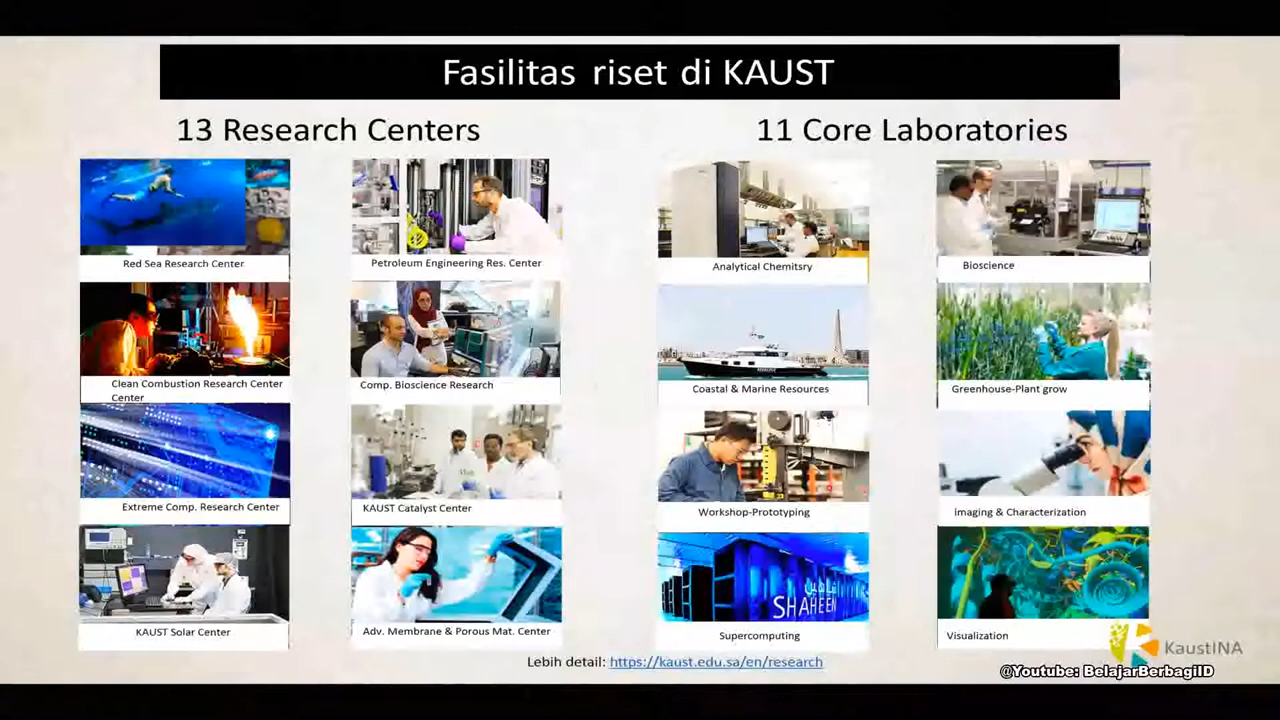 Fasilitas riset di KAUST
13 Research Centers
Red Sea Research Center
Petroleum Engineering Res. Center
Clean Combustion Research Center
Center
Comp. Bioscience Research
Extreme Comp. Research Center
KAUST Catalyst Center
KAUST Solar Center
Adv. Membrane & Porous Mat. Center
11 Core Laboratories
Analytical Chemitsry
Bioscience
Coastal & Marine Resources
Greenhouse-Plant grow
Workshop-Prototyping
imaging & Characterization
شاهين
SHAHEEN
Supercomputing
Visualization
Lebih detail: https://kaust.edu.sa/en/research
KaustINA
@Youtube: BelajarBerbagiID